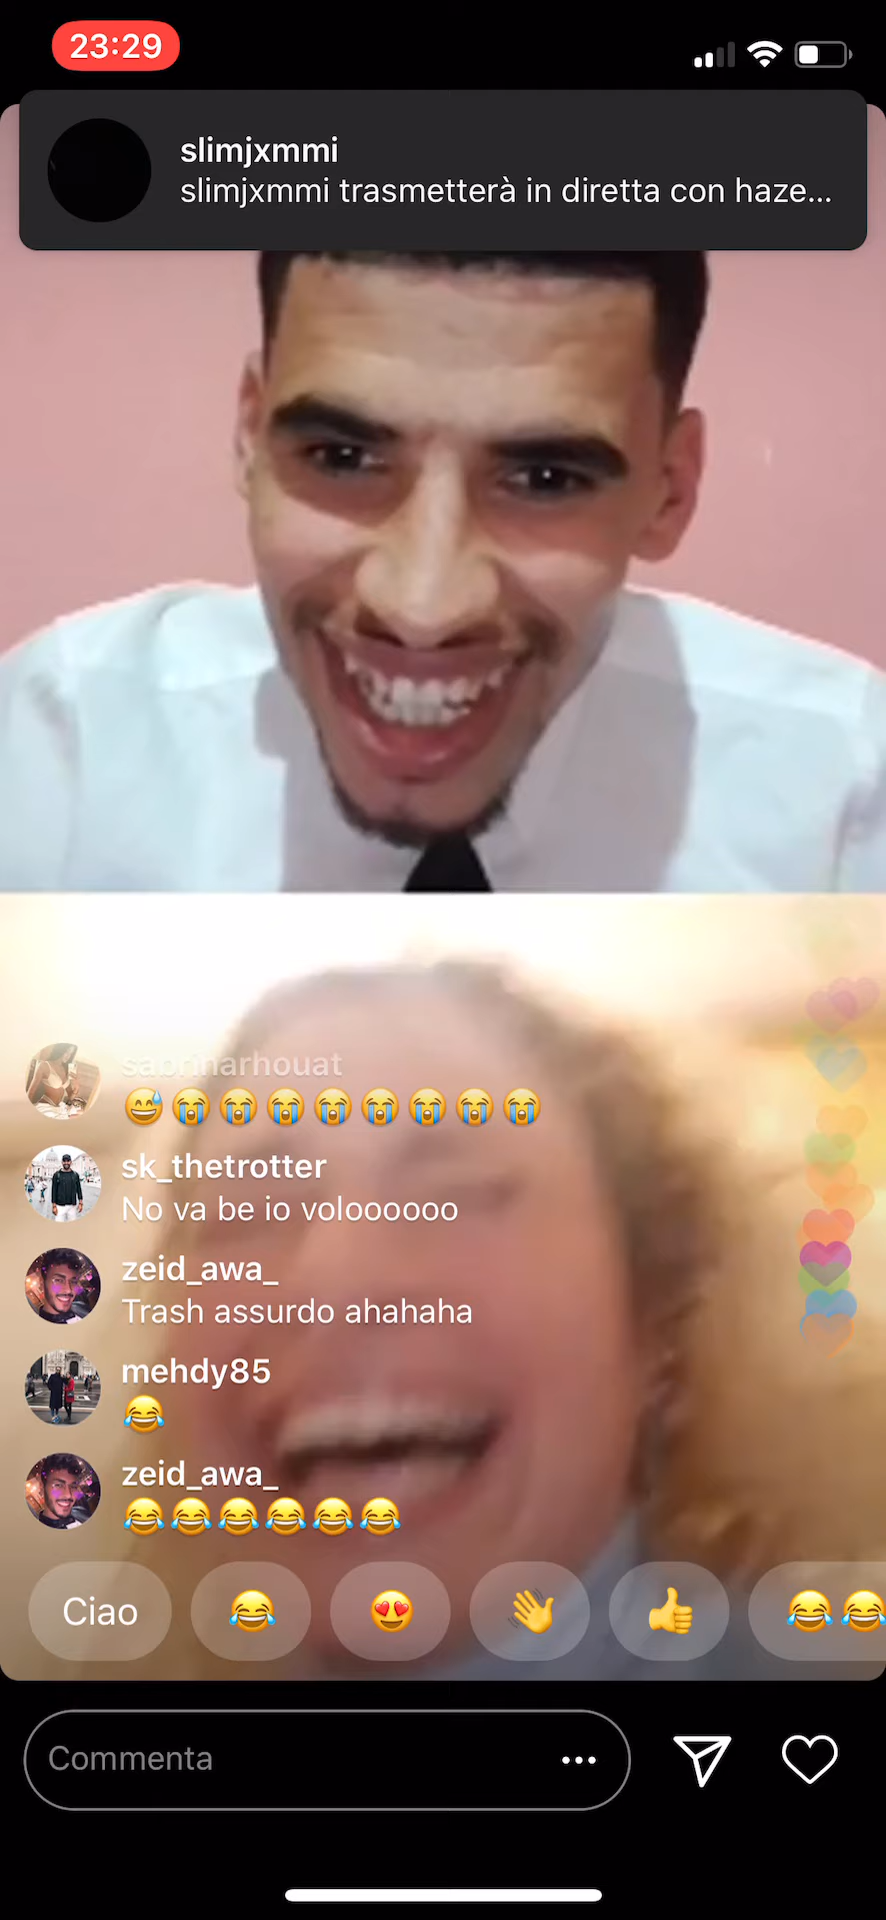 23:29
slimjxmmi
slimjxmmi trasmetterà in diretta con haze...
sabrinarhouat
😅😭😭😭😭😭😭😭😭
sk_thetrotter
No va be io voloooooo
zeid_awa_
Trash assurdo ahahaha
mehdy85
😂
zeid_awa_
😂😂😂😂😂😂
Ciao 😂 😍 👋 👍 😂😂
Commenta